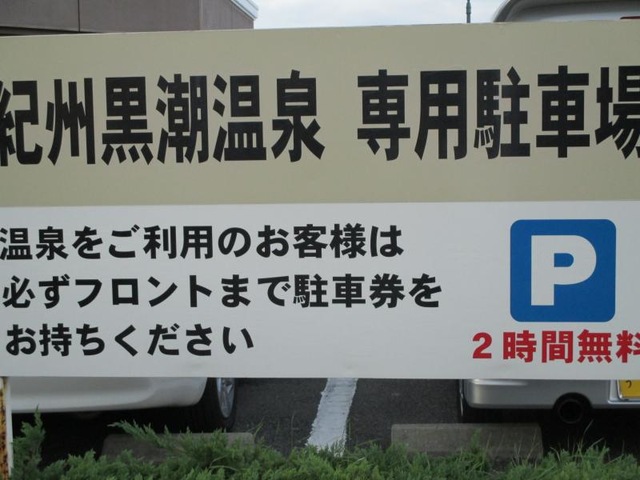 紀州黒潮温泉 専用駐車場
温泉をご利用のお客様は
必ずフロントまで駐車券を
お持ちください
P
2時間無料